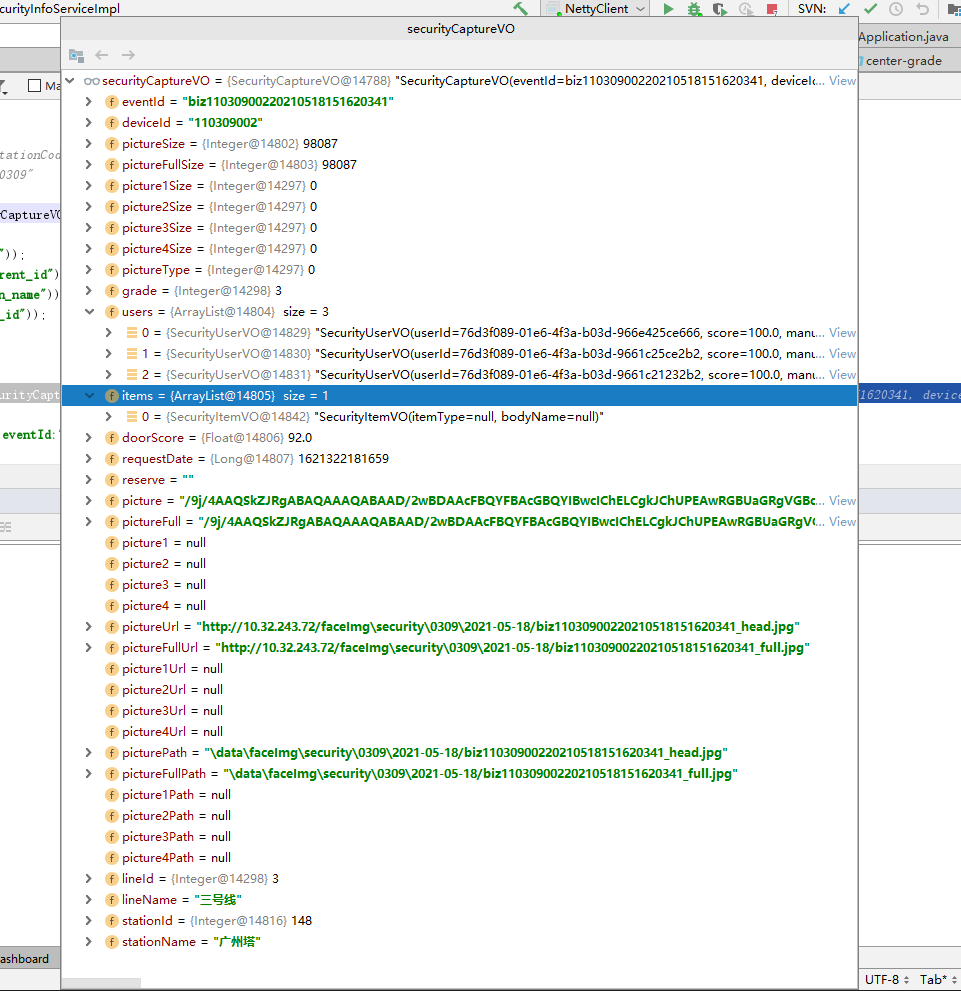 curityInfoServiceImpl
NettyClient
SVN:
securityCaptureVO
Application.java
center-grade
Ma
securityCaptureVO = {SecurityCaptureVO@14788} "SecurityCaptureVO(eventId=biz11030900220210518151620341, deviceId... View
eventId = "biz11030900220210518151620341"
deviceId = "110309002"
pictureSize = {Integer@14802} 98087
tationCod
pictureFullSize = {Integer@14803} 98087
0309"
picture1Size = {Integer@14297} 0
picture2Size = {Integer@14297} 0
yCaptureVO
picture3Size = {Integer@14297} 0
picture4Size = {Integer@14297} 0
"));
pictureType = {Integer@14297} 0
rent_id")
grade = {Integer@14298} 3
n_name"))
users = {ArrayList@14804} size = 3
_id"));
0 = {SecurityUserVO@14829} "SecurityUserVO(userId=76d3f089-01e6-4f3a-b03d-966e425ce666, score=100.0, manu... View
1 = {SecurityUserVO@14830} "SecurityUserVO(userId=76d3f089-01e6-4f3a-b03d-9661c25ce2b2, score=100.0, manu... View
2 = {SecurityUserVO@14831} "SecurityUserVO(userId=76d3f089-01e6-4f3a-b03d-9661c21232b2, score=100.0, manu... View
urityCapt
items = {ArrayList@14805} size = 1
1620341, devic
0 = {SecurityItemVO@14842} "SecurityItemVO(itemType=null, bodyName=null)"
eventId:"
doorScore = {Float@14806} 92.0
requestDate = {Long@14807} 1621322181659
reserve = ""
picture = "/9j/4AAQSkZJRgABAQAAAQABAAD/2wBDAAcFBQYFBAcGBQYIBwcIChELCgkJChUPEAwRGBUaGRgVGBc... View
pictureFull = "/9j/4AAQSkZJRgABAQAAAQABAAD/2wBDAAcFBQYFBAcGBQYIBwcIChELCgkJChUPEAwRGBUaGRgV... View
picture1 = null
picture2 = null
picture3 = null
picture4 = null
pictureUrl = "http://10.32.243.72/faceImg\security\0309\2021-05-18/biz11030900220210518151620341_head.jpg"
pictureFullUrl = "http://10.32.243.72/faceImg\security\0309\2021-05-18/biz11030900220210518151620341_full.jpg"
picture1Url = null
picture2Url = null
picture3Url = null
picture4Url = null
picturePath = "\data\faceImg\security\0309\2021-05-18/biz11030900220210518151620341_head.jpg"
pictureFullPath = "\data\faceImg\security\0309\2021-05-18/biz11030900220210518151620341_full.jpg"
picture1Path = null
picture2Path = null
picture3Path = null
picture4Path = null
lineId = {Integer@14298} 3
lineName = "三号线"
stationId = {Integer@14816} 148
stationName = "广州塔"
ashboard
UTF-8 Tab*